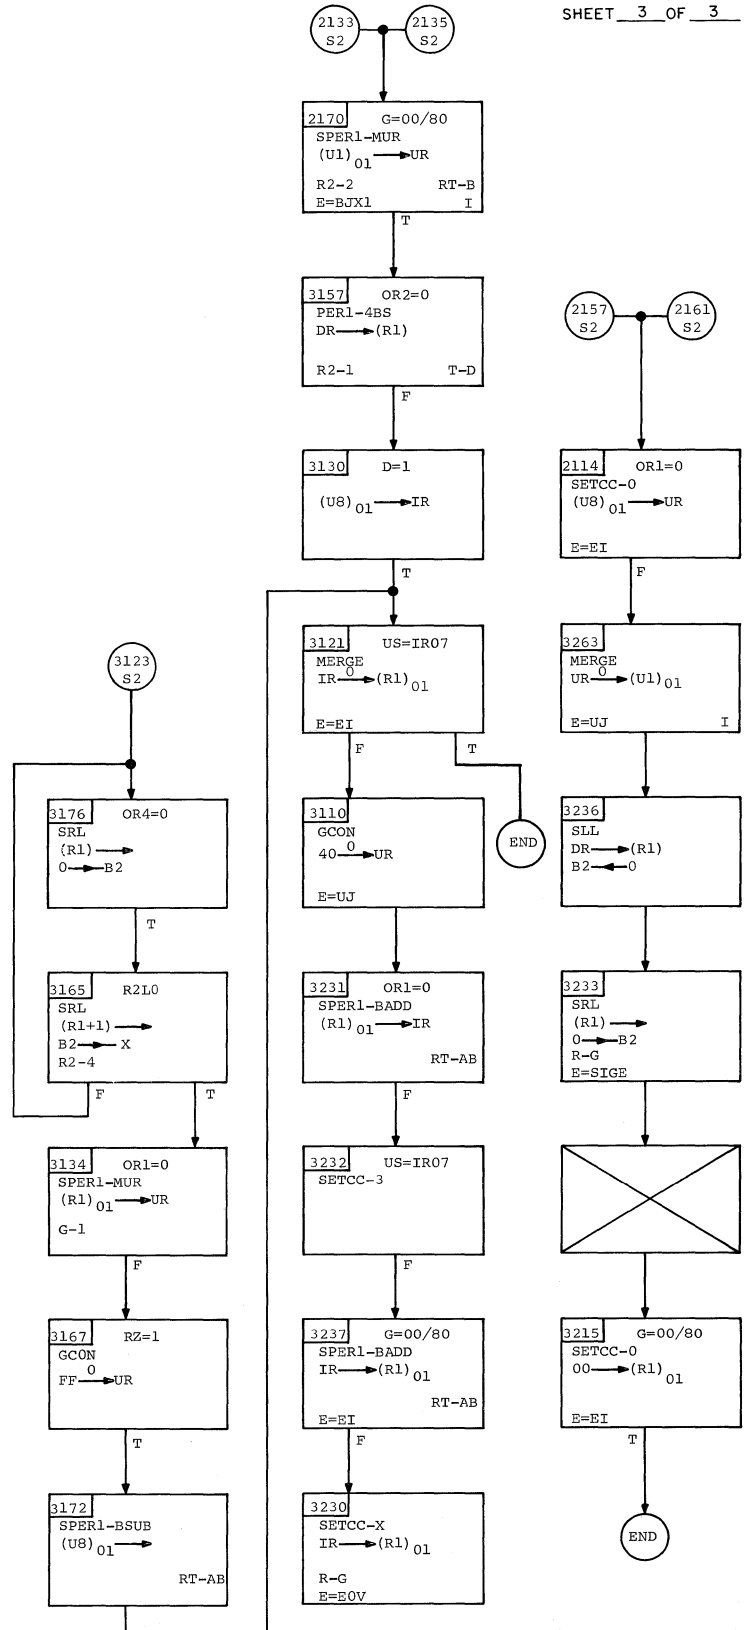 SHEET 3 OF 3
2133
S2
2135
S2
2170 G=00/80
SPER1-MUR
(U1)01 → UR
R2-2 RT-B
E=BJX1 I
T
3157 OR2=0
PER1-4BS
DR → (R1)
R2-1 T-D
F
3130 D=1
(U8)01 → IR
T
3121 US=IR07
MERGE
0
IR → (R1)01
E=EI
F
T
END
3110
GCON
0
40 → UR
E=UJ
3231 OR1=0
SPER1-BADD
(R1)01 → IR
RT-AB
F
3232 US=IR07
SETCC-3
F
3237 G=00/80
SPER1-BADD
IR → (R1)01
RT-AB
E=EI
F
3230
SETCC-X
IR → (R1)01
R-G
E=E0V
3123
S2
3176 OR4=0
SRL
(R1) →
0 → B2
T
3165 R2L0
SRL
(R1+1) →
B2 → X
R2-4
F
T
3134 OR1=0
SPER1-MUR
(R1)01 → UR
G-1
F
3167 RZ=1
GCON
0
FF → UR
T
3172
SPER1-BSUB
(U8)01 →
RT-AB
2157
S2
2161
S2
2114 OR1=0
SETCC-0
(U8)01 → UR
E=EI
F
3263
MERGE
0
UR → (U1)01
E=UJ I
3236
SLL
DR → (R1)
B2 ← 0
3233
SRL
(R1) →
0 → B2
R-G
E=SIGE
3215 G=00/80
SETCC-0
00 → (R1)01
E=EI
T
END